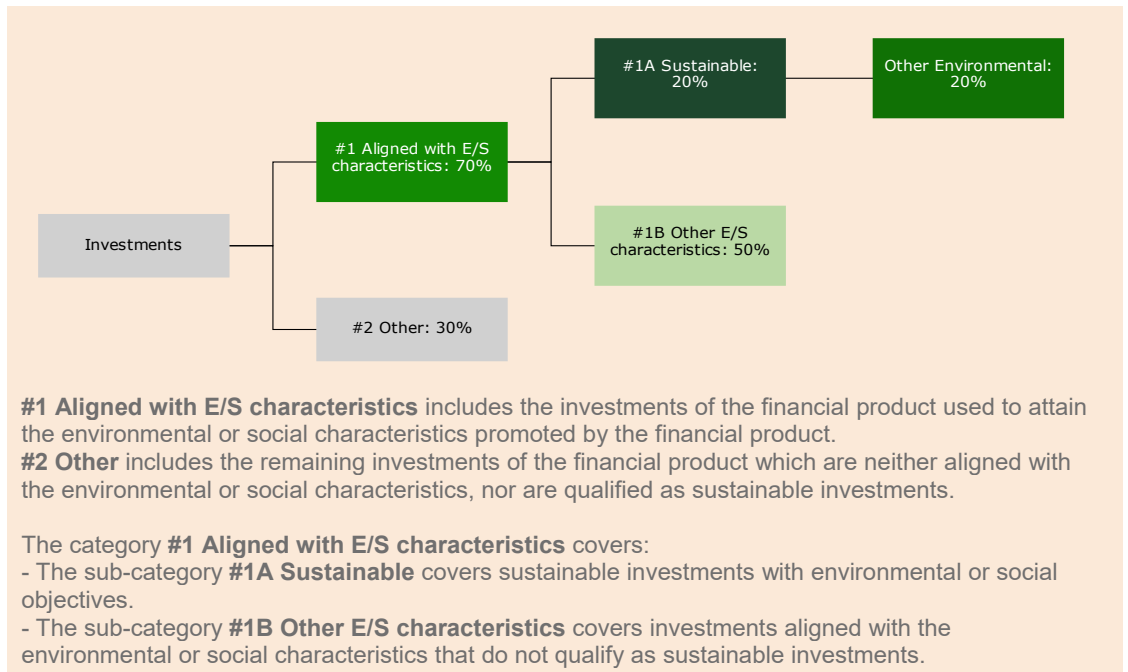 #1A Sustainable:
20%
Other Environmental:
20%
#1 Aligned with E/S
characteristics: 70%
Investments
#1B Other E/S
characteristics: 50%
#2 Other: 30%
#1 Aligned with E/S characteristics includes the investments of the financial product used to attain
the environmental or social characteristics promoted by the financial product.
#2 Other includes the remaining investments of the financial product which are neither aligned with
the environmental or social characteristics, nor are qualified as sustainable investments.
The category #1 Aligned with E/S characteristics covers:
- The sub-category #1A Sustainable covers sustainable investments with environmental or social
objectives.
- The sub-category #1B Other E/S characteristics covers investments aligned with the
environmental or social characteristics that do not qualify as sustainable investments.